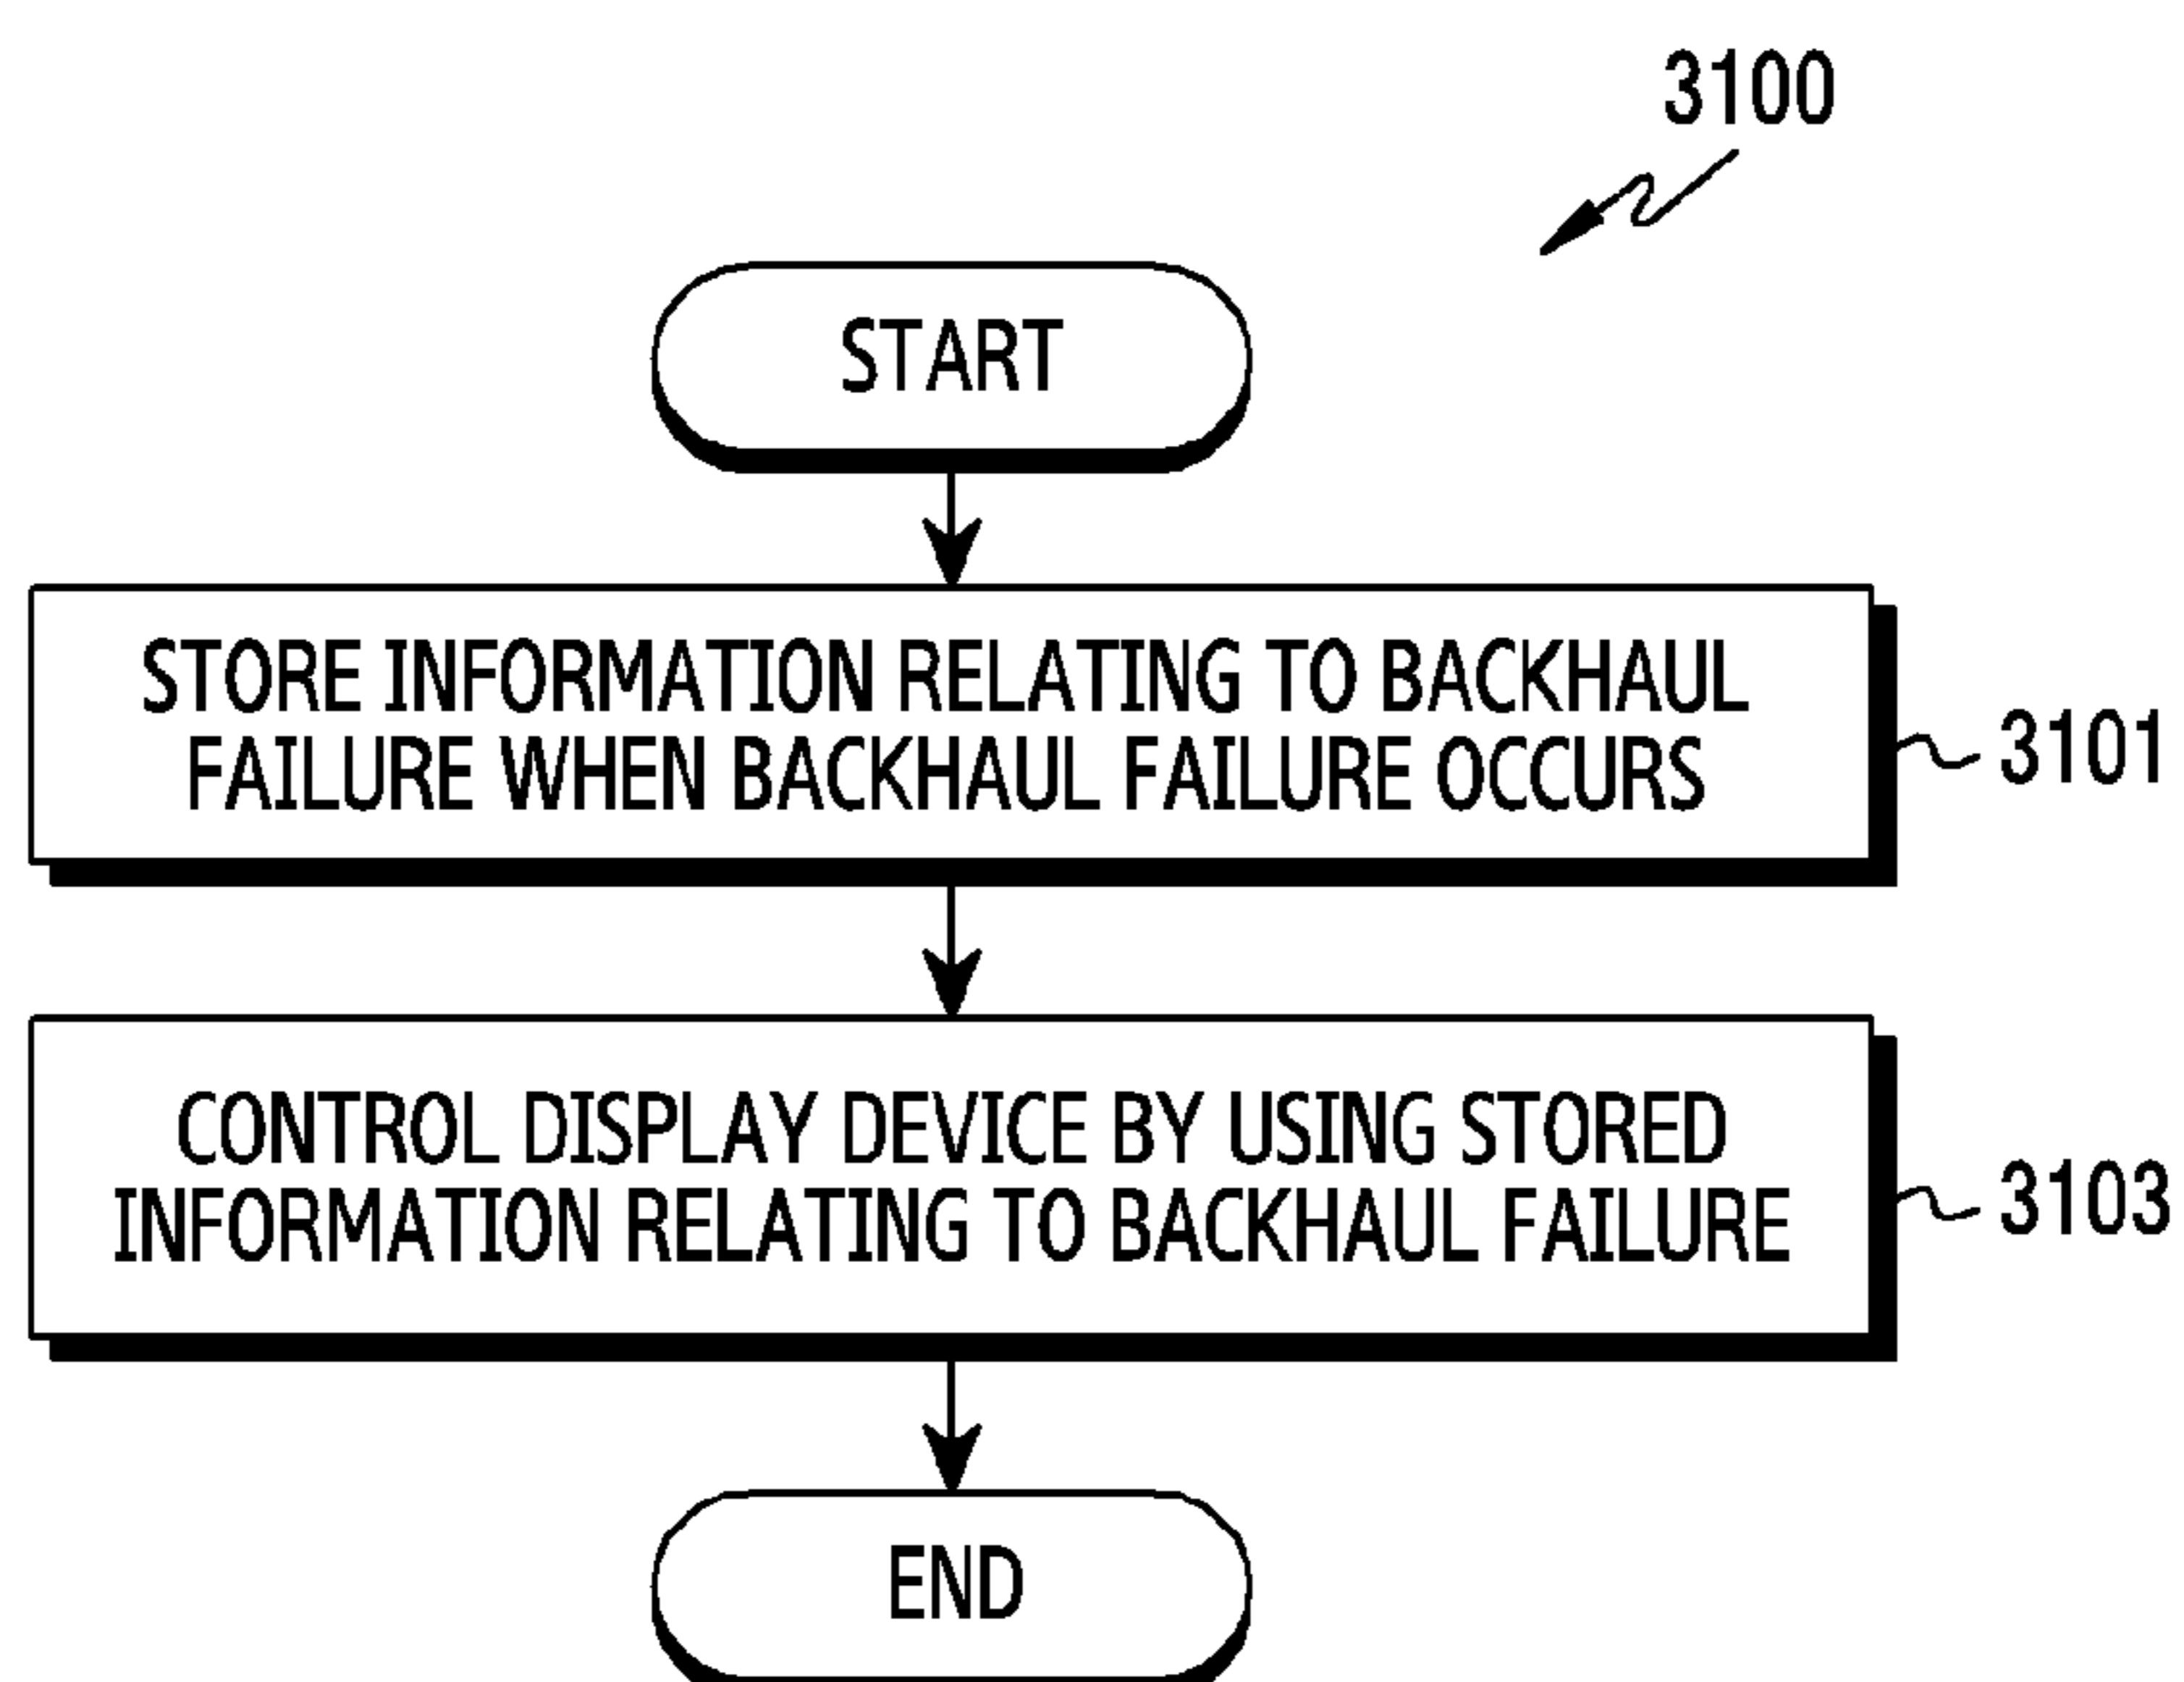 3100
START
STORE INFORMATION RELATING TO BACKHAUL
FAILURE WHEN BACKHAUL FAILURE OCCURS
3101
CONTROL DISPLAY DEVICE BY USING STORED
INFORMATION RELATING TO BACKHAUL FAILURE
3103
END